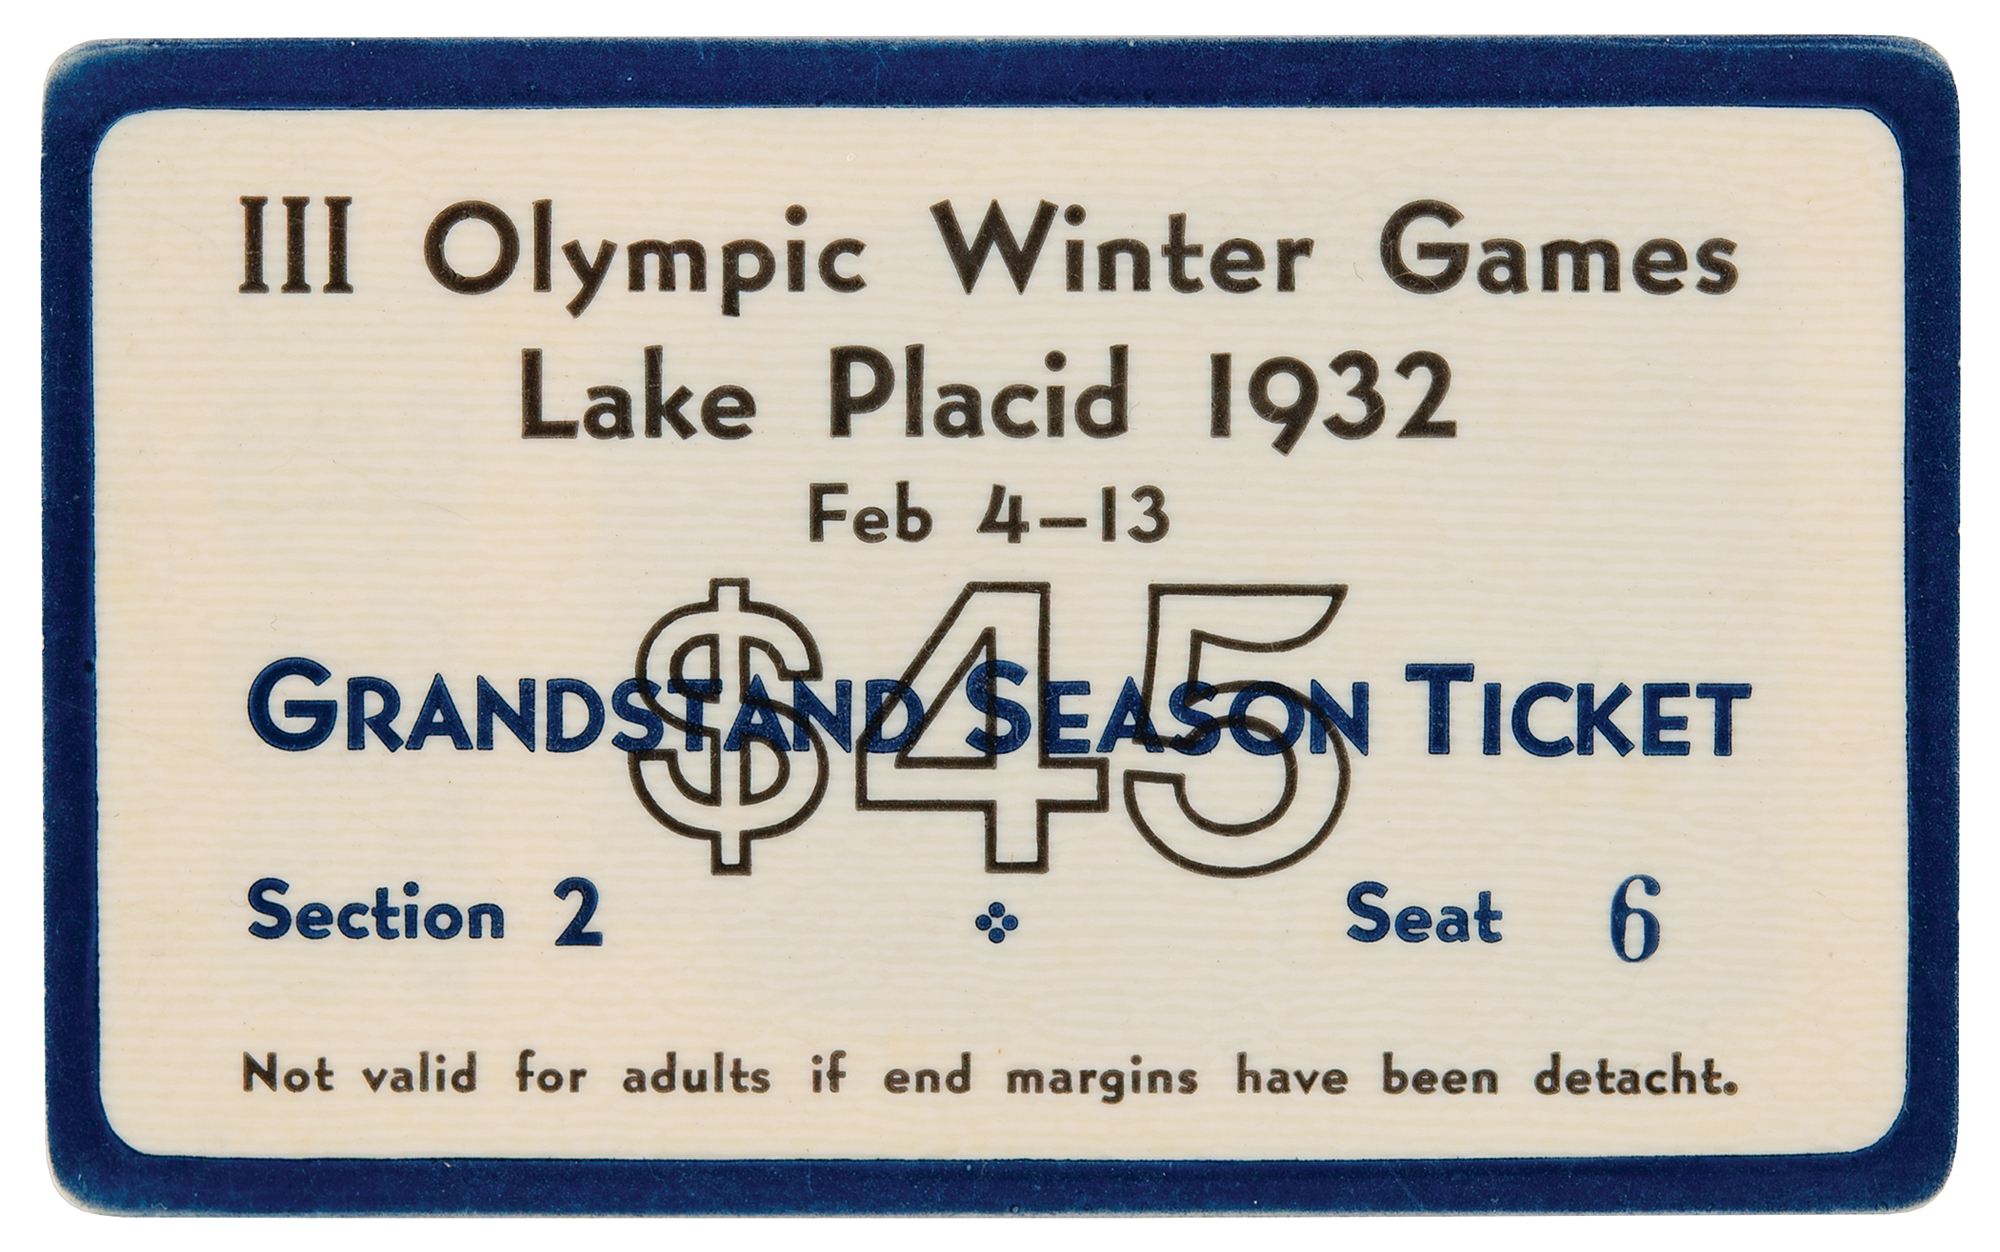 III Olympic Winter Games
Lake Placid 1932
Feb 4–13
$45
Grandstand Season Ticket
Section 2 Seat 6
Not valid for adults if end margins have been detacht.